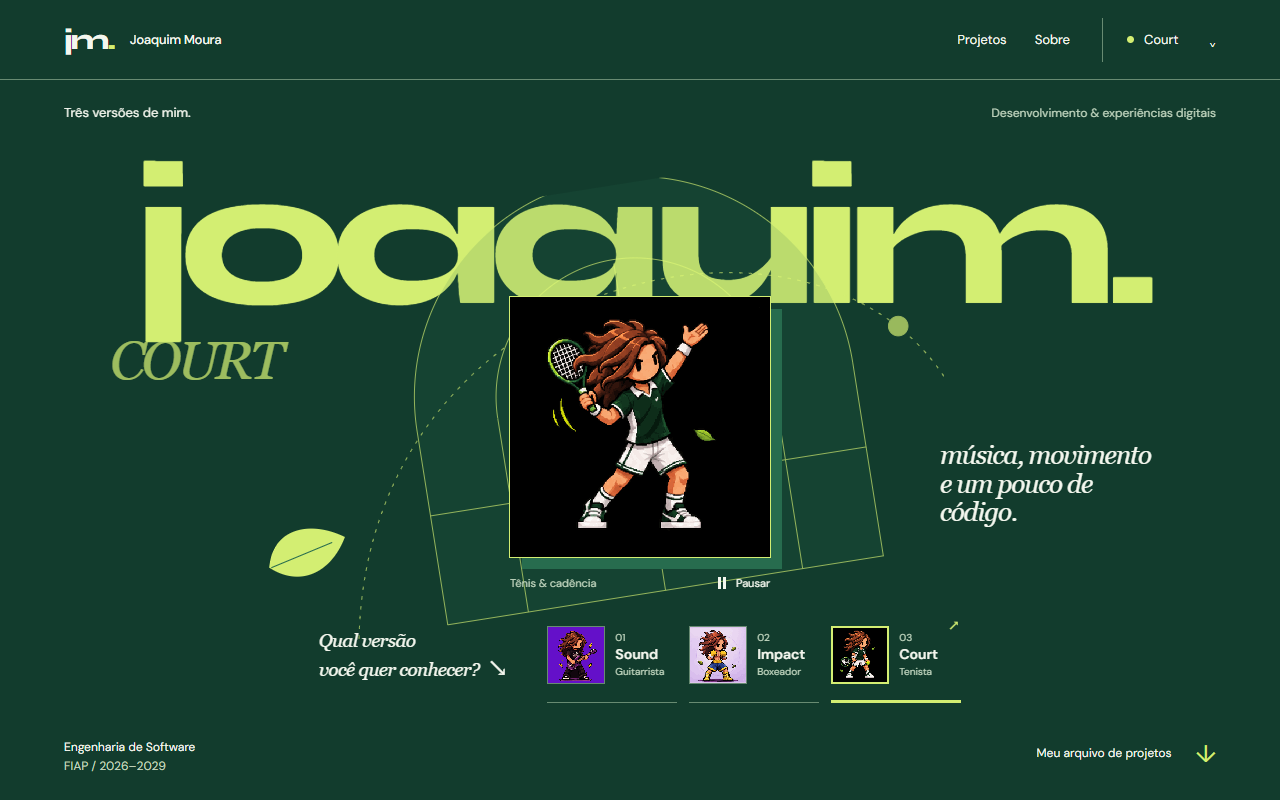 jm.
Joaquim Moura
Projetos
Sobre
Court
Três versões de mim.
Desenvolvimento & experiências digitais
joaquim.
COURT
música, movimento
e um pouco de
código.
Tênis & cadência
Pausar
Qual versão
você quer conhecer?
01
Sound
Guitarrista
02
Impact
Boxeador
03
Court
Tenista
Engenharia de Software
FIAP / 2026–2029
Meu arquivo de projetos